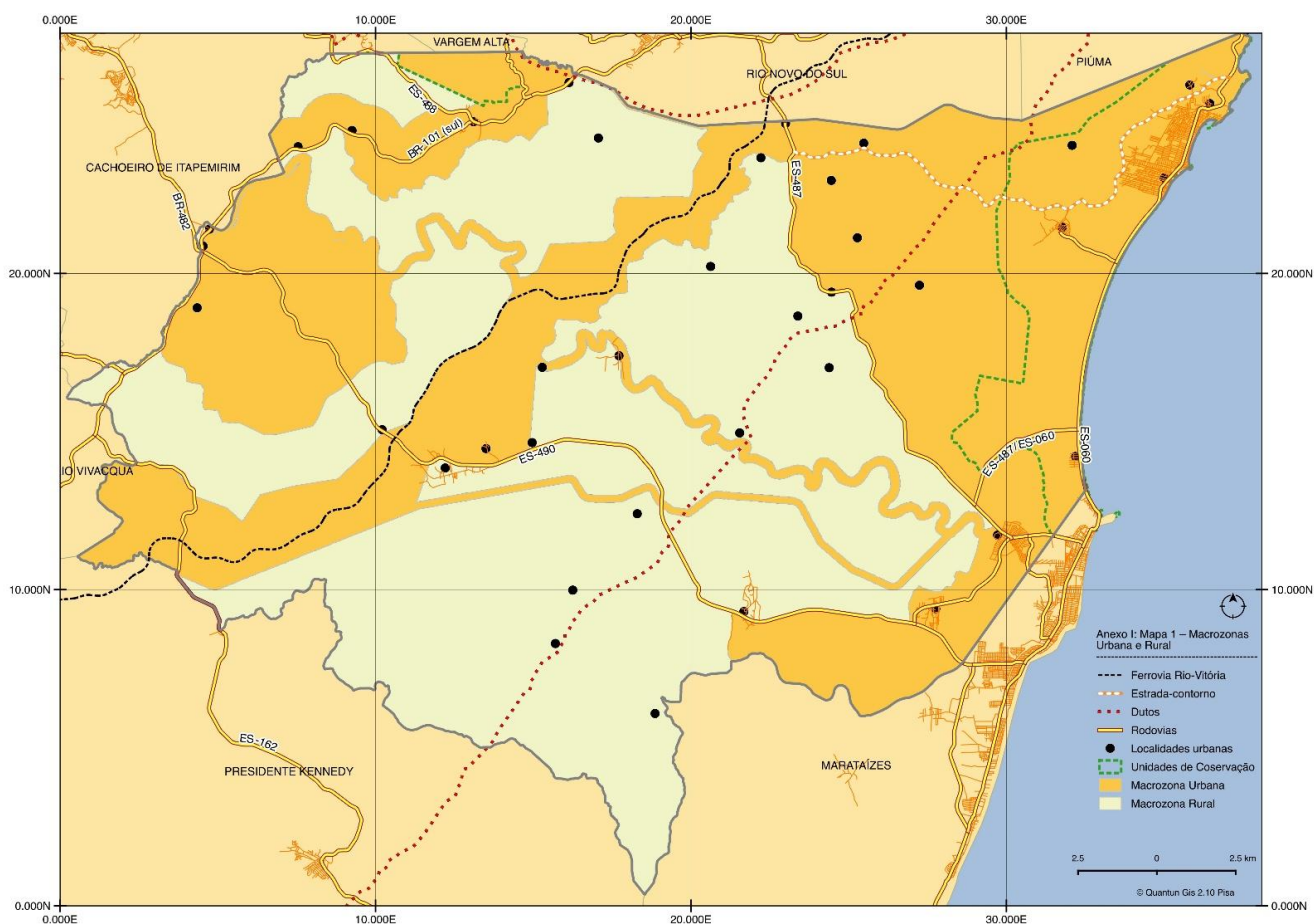 0.000E
10.000E
20.000E
30.000E
VARGEM ALTA
RIO NOVO DO SUL
PIÚMA
ES-488
BR-101 (sul)
CACHOEIRO DE ITAPEMIRIM
ES-487
BR-482
20.000N
20.000N
ES-487/ ES-060
ES-060
ES-490
IO VIVACQUA
10.000N
10.000N
ES-162
PRESIDENTE KENNEDY
MARATAÍZES
Anexo I: Mapa 1 – Macrozonas
Urbana e Rural
Ferrovia Rio-Vitória
Estrada-contorno
Dutos
Rodovias
Localidades urbanas
Unidades de Coservação
Macrozona Urbana
Macrozona Rural
2.5
0
2.5 km
© Quantun Gis 2.10 Pisa
0.000N
0.000N
0.000E
10.000E
20.000E
30.000E